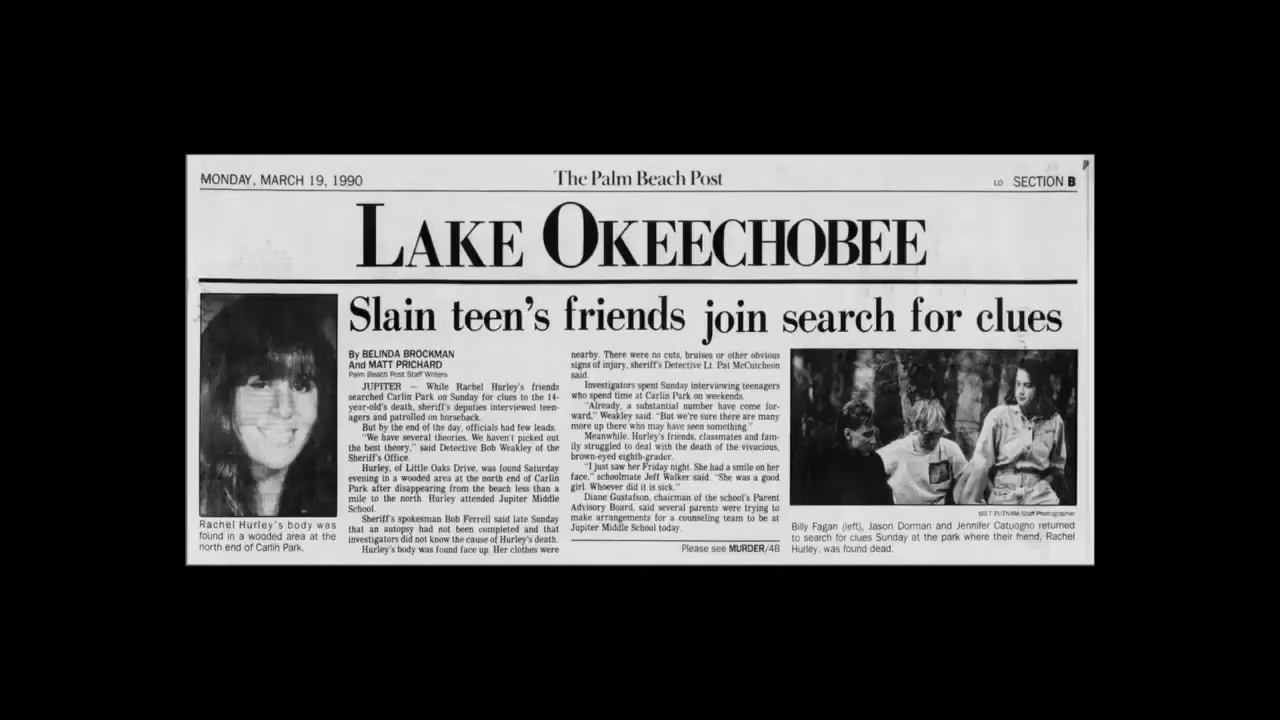 MONDAY, MARCH 19, 1990
The Palm Beach Post
LO SECTION B
LAKE OKEECHOBEE
Slain teen's friends join search for clues
By BELINDA BROCKMAN
And MATT PRICHARD
Palm Beach Post Staff Writers
JUPITER — While Rachel Hurley's friends
searched Carlin Park on Sunday for clues to the 14-
year-old's death, sheriff's deputies interviewed teen-
agers and patrolled on horseback.
But by the end of the day, officials had few leads.
"We have several theories. We haven't picked out
the best theory," said Detective Bob Weakley of the
Sheriff's Office.
Hurley, of Little Oaks Drive, was found Saturday
evening in a wooded area at the north end of Carlin
Park after disappearing from the beach less than a
mile to the north. Hurley attended Jupiter Middle
School.
Sheriff's spokesman Bob Ferrell said late Sunday
that an autopsy had not been completed and that
investigators did not know the cause of Hurley's death.
Hurley's body was found face up. Her clothes were
nearby. There were no cuts, bruises or other obvious
signs of injury, sheriff's Detective Lt. Pat McCutcheon
said.
Investigators spent Sunday interviewing teenagers
who spend time at Carlin Park on weekends.
"Already, a substantial number have come for-
ward," Weakley said. "But we're sure there are many
more up there who may have seen something."
Meanwhile, Hurley's friends, classmates and fam-
ily struggled to deal with the death of the vivacious,
brown-eyed eighth-grader.
"I just saw her Friday night. She had a smile on her
face," schoolmate Jeff Walker said. "She was a good
girl. Whoever did it is sick."
Diane Gustafson, chairman of the school's Parent
Advisory Board, said several parents were trying to
make arrangements for a counseling team to be at
Jupiter Middle School today.
Please see MURDER/4B
Rachel Hurley's body was
found in a wooded area at the
north end of Carlin Park.
PUTNAM/Staff Photographer
Billy Fagan (left), Jason Dorman and Jennifer Catuogno returned
to search for clues Sunday at the park where their friend, Rachel
Hurley, was found dead.